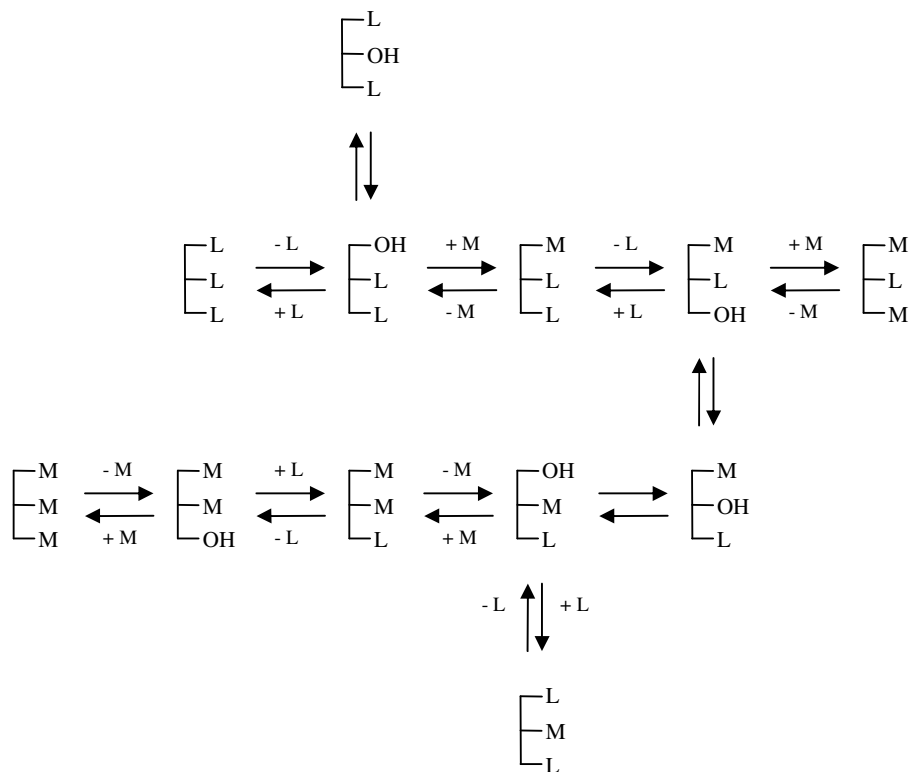 L
OH
L
L - L OH + M M - L M + M M
L L L L L
L + L L - M L + L OH - M M
M - M M + L M - M OH M
M M M M OH
M + M OH - L L + M L L
- L + L
L
M
L